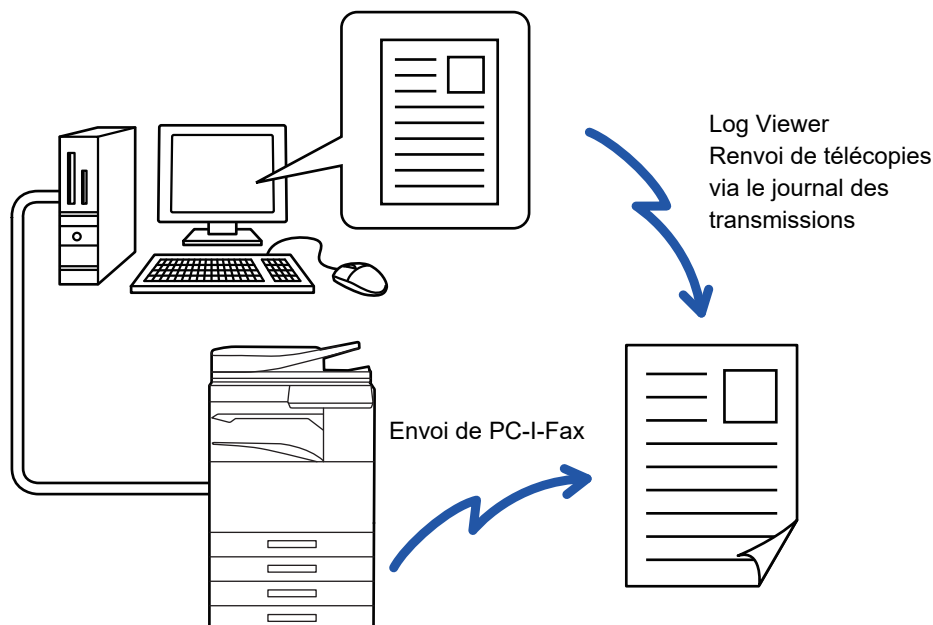 Log Viewer
Renvoi de télécopies
via le journal des
transmissions
Envoi de PC-I-Fax